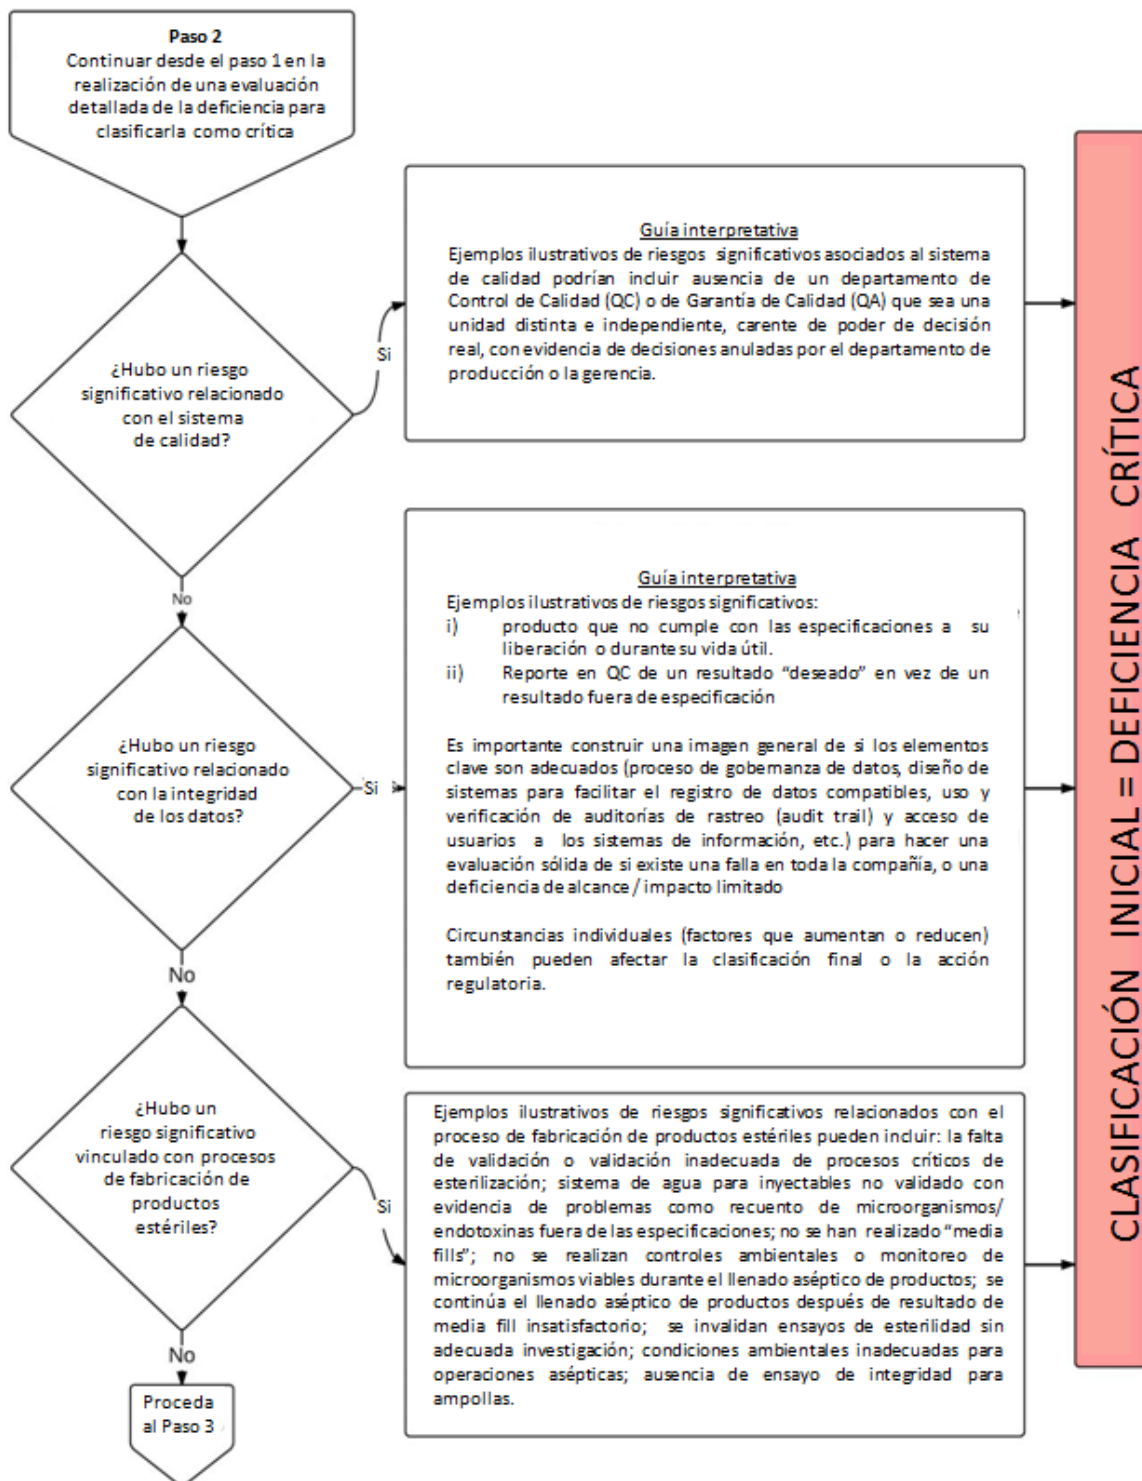 Paso 2
Continuar desde el paso 1 en la
realización de una evaluación
detallada de la deficiencia para
clasificarla como crítica
¿Hubo un riesgo
significativo relacionado
con el sistema
de calidad?
Si
Guía interpretativa
Ejemplos ilustrativos de riesgos significativos asociados al sistema
de calidad podrían incluir ausencia de un departamento de
Control de Calidad (QC) o de Garantía de Calidad (QA) que sea una
unidad distinta e independiente, carente de poder de decisión
real, con evidencia de decisiones anuladas por el departamento de
producción o la gerencia.
No
¿Hubo un riesgo
significativo relacionado
con la integridad
de los datos?
Si
Guía interpretativa
Ejemplos ilustrativos de riesgos significativos:
i) producto que no cumple con las especificaciones a su
liberación o durante su vida útil.
ii) Reporte en QC de un resultado “deseado” en vez de un
resultado fuera de especificación
Es importante construir una imagen general de si los elementos
clave son adecuados (proceso de gobernanza de datos, diseño de
sistemas para facilitar el registro de datos compatibles, uso y
verificación de auditorías de rastreo (audit trail) y acceso de
usuarios a los sistemas de información, etc.) para hacer una
evaluación sólida de si existe una falla en toda la compañía, o una
deficiencia de alcance / impacto limitado
Circunstancias individuales (factores que aumentan o reducen)
también pueden afectar la clasificación final o la acción
regulatoria.
No
¿Hubo un
riesgo significativo
vinculado con procesos
de fabricación de
productos
estériles?
Si
Ejemplos ilustrativos de riesgos significativos relacionados con el
proceso de fabricación de productos estériles pueden incluir: la falta
de validación o validación inadecuada de procesos críticos de
esterilización; sistema de agua para inyectables no validado con
evidencia de problemas como recuento de microorganismos/
endotoxinas fuera de las especificaciones; no se han realizado “media
fills”; no se realizan controles ambientales o monitoreo de
microorganismos viables durante el llenado aséptico de productos; se
continúa el llenado aséptico de productos después de resultado de
media fill insatisfactorio; se invalidan ensayos de esterilidad sin
adecuada investigación; condiciones ambientales inadecuadas para
operaciones asépticas; ausencia de ensayo de integridad para
ampollas.
No
Proceda
al Paso 3
CLASIFICACIÓN INICIAL = DEFICIENCIA CRÍTICA